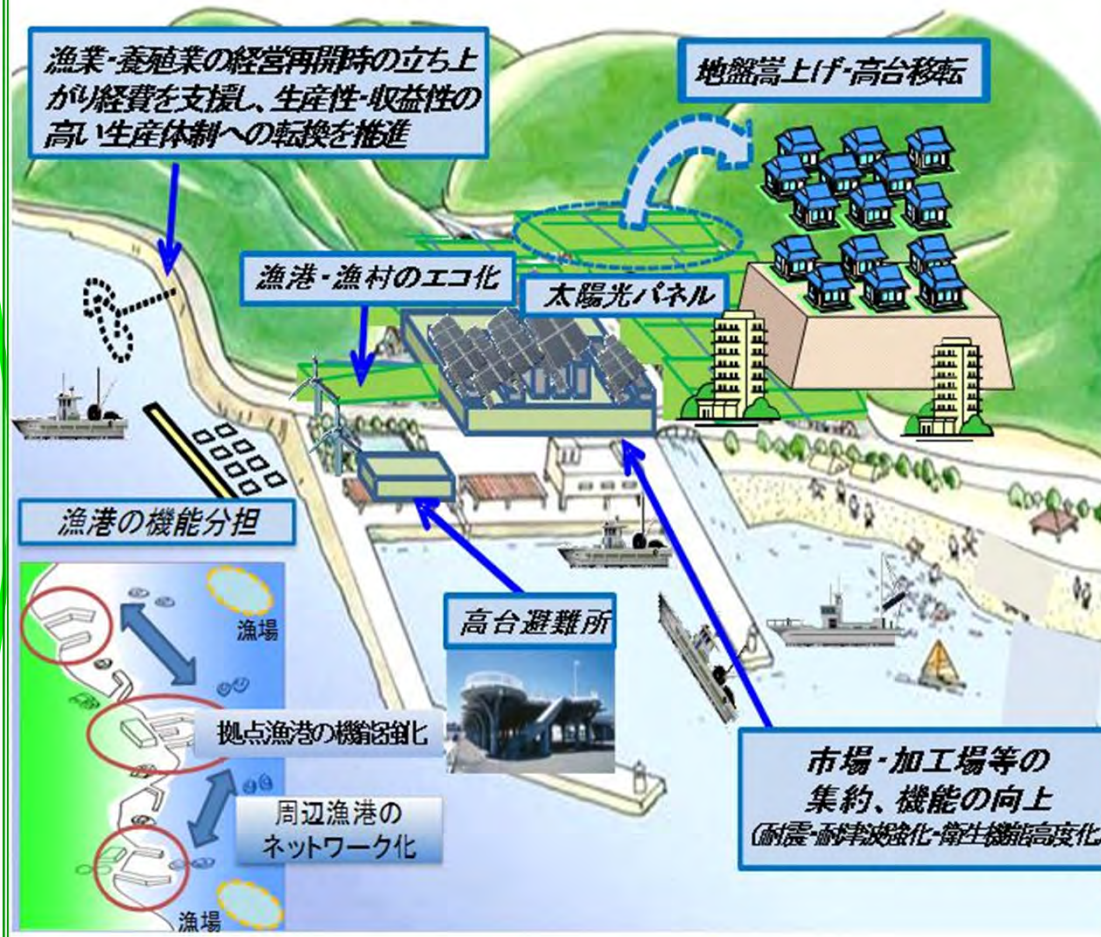 漁業・養殖業の経営再開時の立ち上
がり経費を支援し、生産性・収益性の
高い生産体制への転換を推進
地盤嵩上げ・高台移転
漁港・漁村のエコ化
太陽光パネル
漁港の機能分担
漁場
高台避難所
拠点漁港の機能強化
周辺漁港の
ネットワーク化
漁場
市場・加工場等の
集約、機能の向上
(耐震・耐津波強化・衛生機能高度化